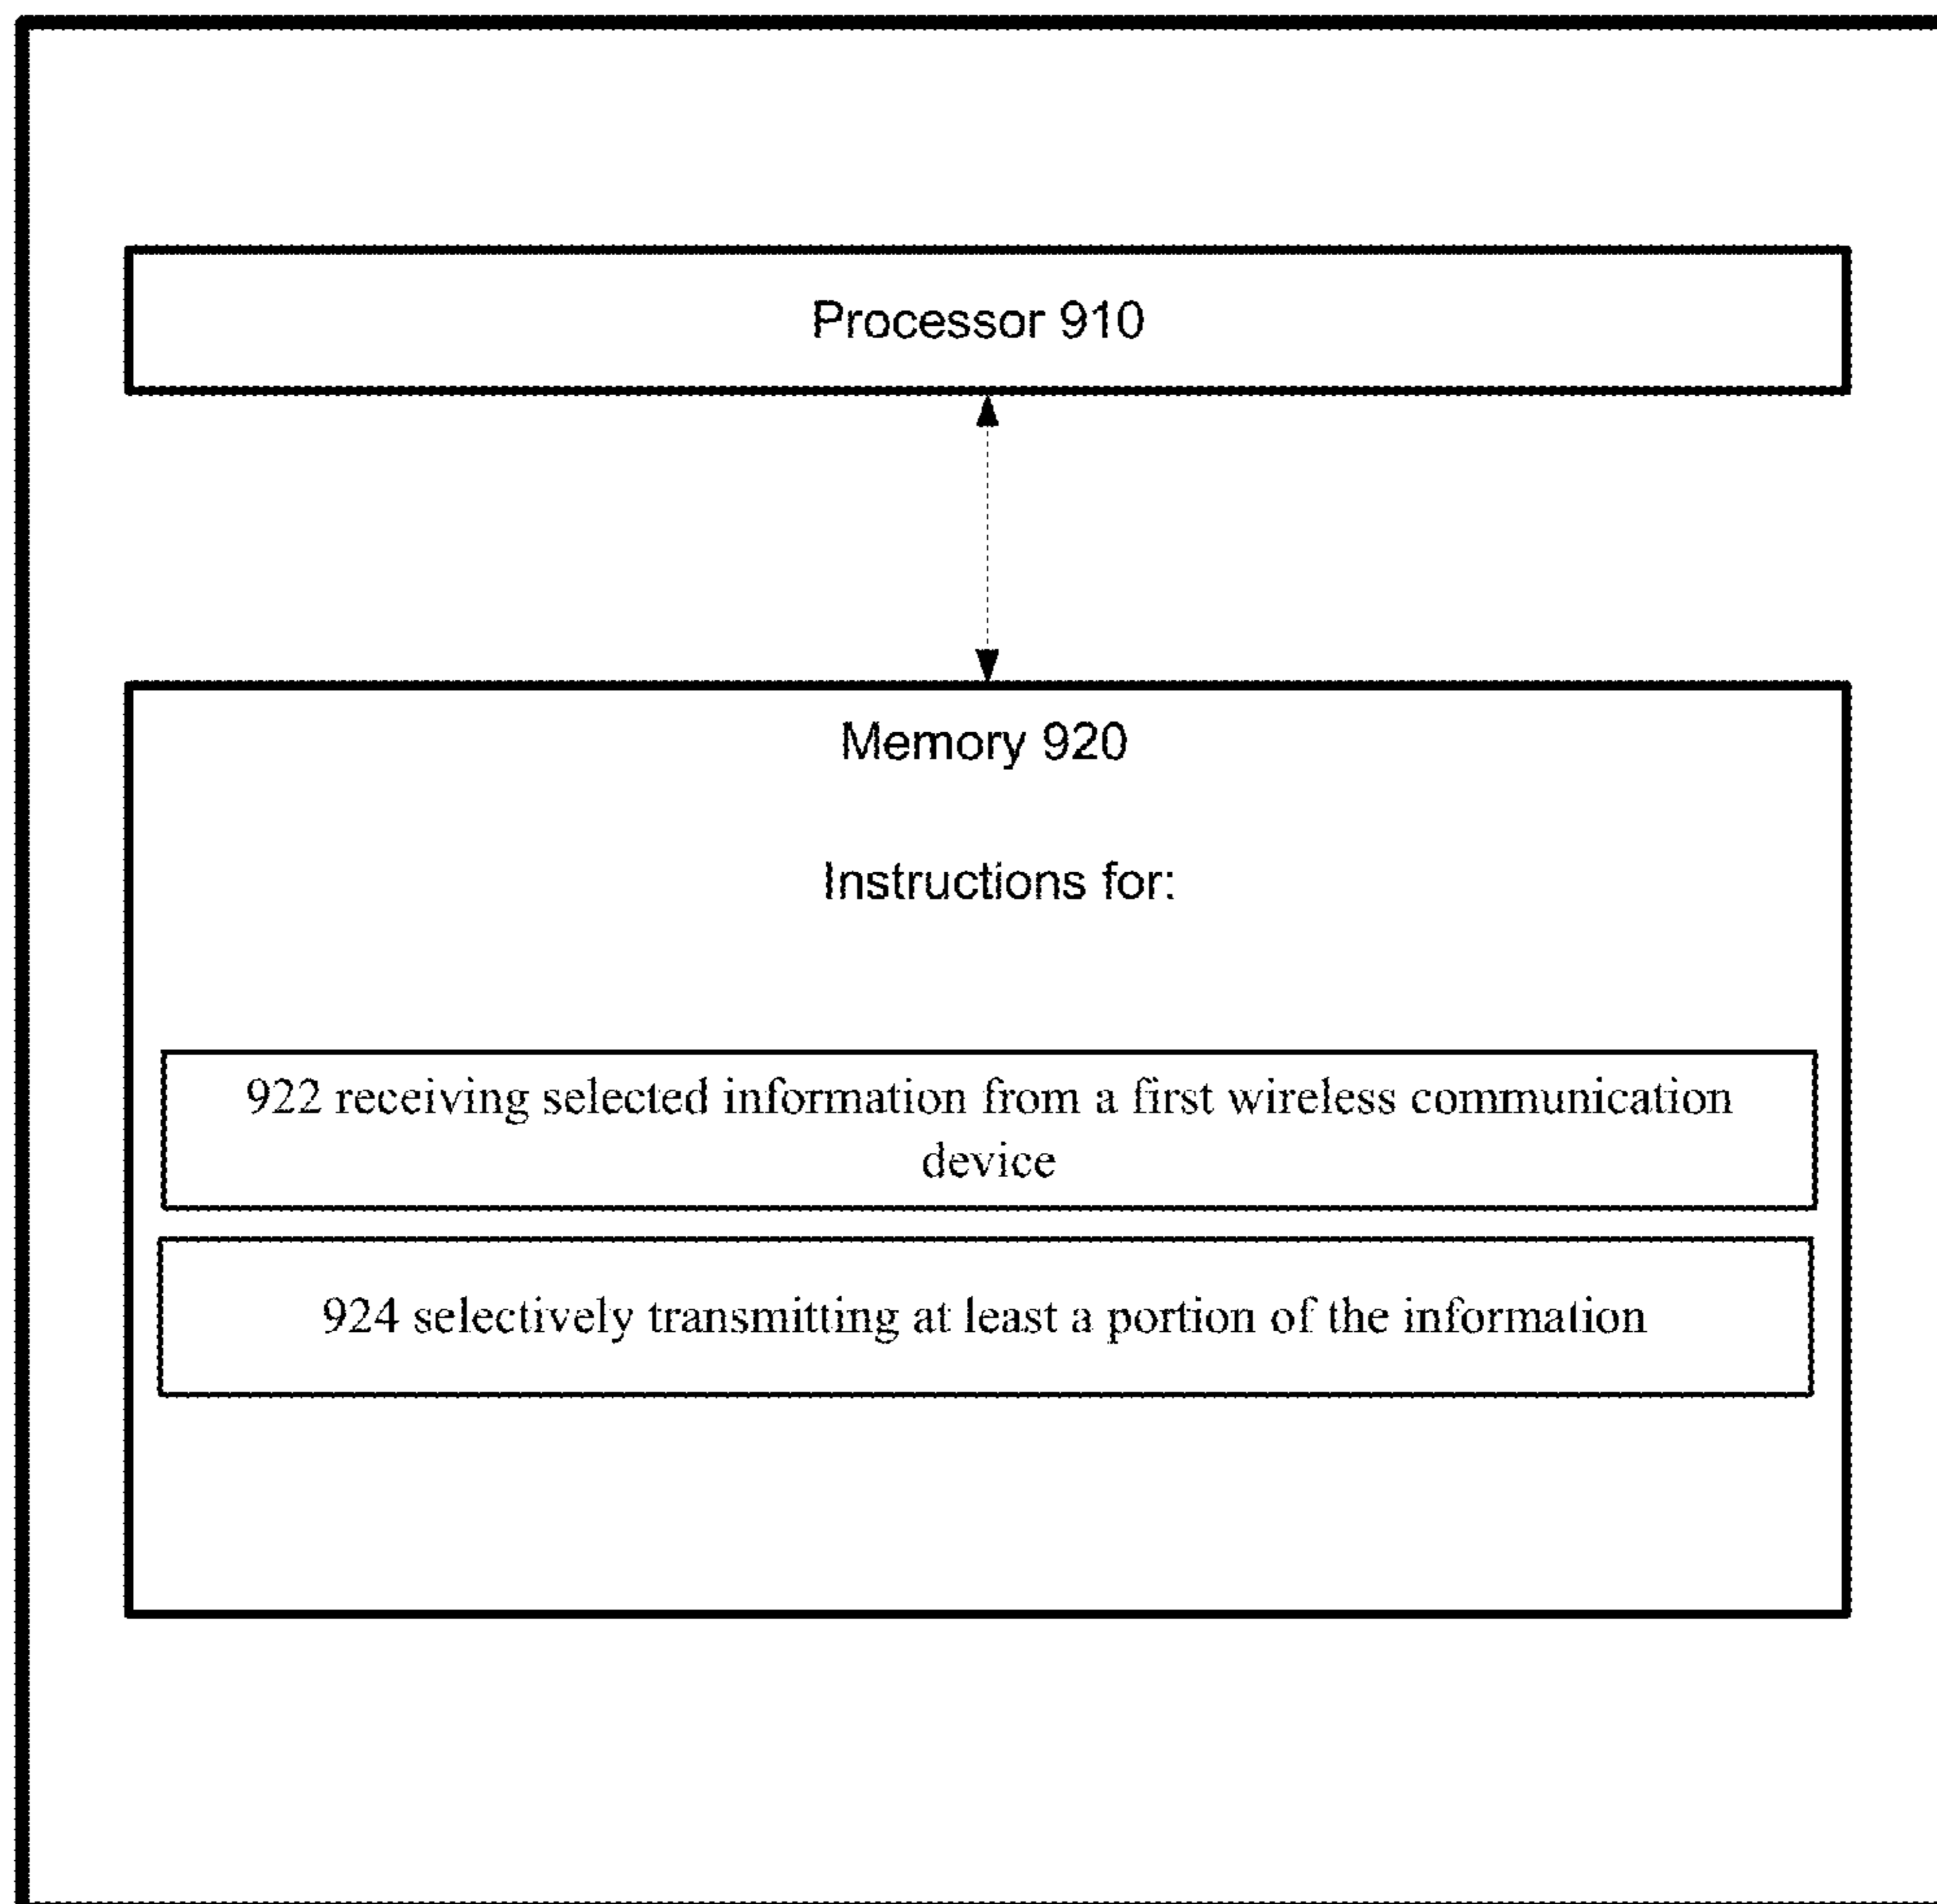 Processor 910
Memory 920
Instructions for:
922 receiving selected information from a first wireless communication
device
924 selectively transmitting at least a portion of the information